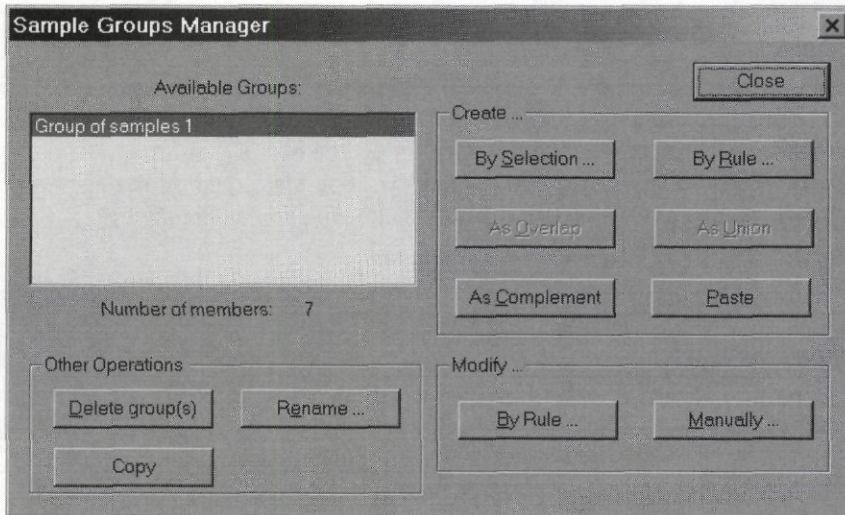 Sample Groups Manager
Available Groups:
Close
Group of samples 1
Create ...
By Selection ...
By Rule ...
As Overlap
As Union
As Complement
Paste
Number of members: 7
Other Operations
Modify ...
Delete group(s)
Rename ...
By Rule ...
Manually ...
Copy